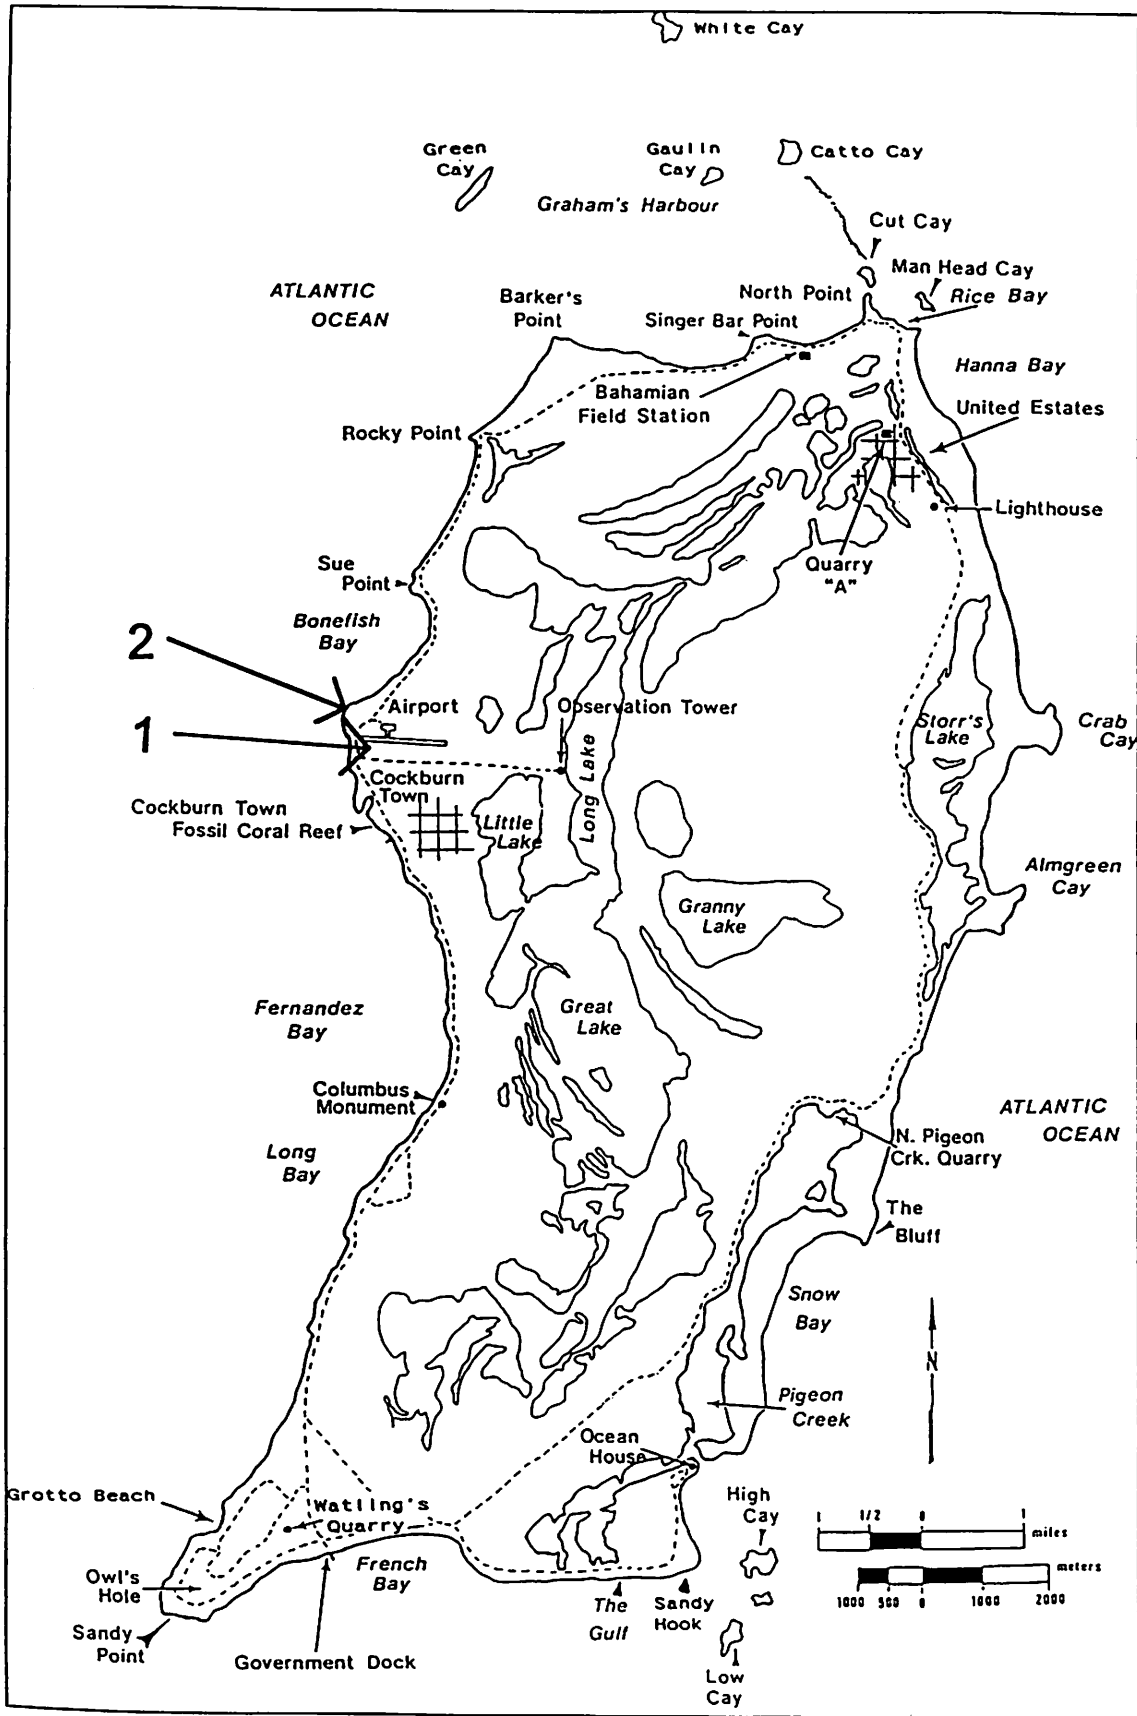 White Cay
Green
Cay
Gaulin
Cay
Catto Cay
Graham's Harbour
Cut Cay
Man Head Cay
Rice Bay
ATLANTIC
OCEAN
Barker's
Point
North Point
Singer Bar Point
Hanna Bay
Bahamian
Field Station
United Estates
Rocky Point
Lighthouse
Quarry
"A"
Sue
Point
Bonefish
Bay
2
Airport
Observation Tower
1
Storr's
Lake
Crab
Cay
Long Lake
Cockburn
Town
Cockburn Town
Fossil Coral Reef
Little
Lake
Almgreen
Cay
Granny
Lake
Fernandez
Bay
Great
Lake
Columbus
Monument
ATLANTIC
OCEAN
N. Pigeon
Crk. Quarry
Long
Bay
The
Bluff
Snow
Bay
N
Pigeon
Creek
Ocean
House
Grotto Beach
Watling's
Quarry
High
Cay
1 1/2 0 1
miles
French
Bay
Owl's
Hole
meters
1000 500 0 1000 2000
The
Gulf
Sandy
Hook
Sandy
Point
Government Dock
Low
Cay